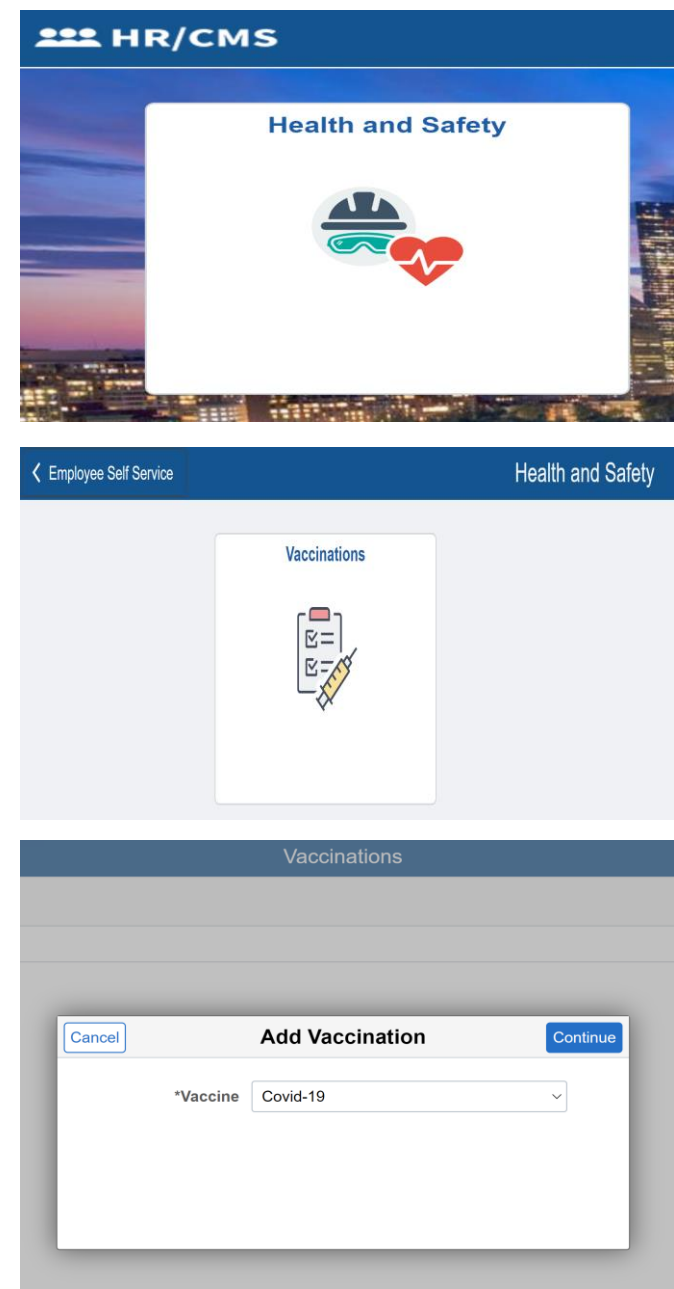 HR/CMS
Health and Safety
Employee Self Service
Health and Safety
Vaccinations
Vaccinations
Cancel
Add Vaccination
Continue
*Vaccine
Covid-19